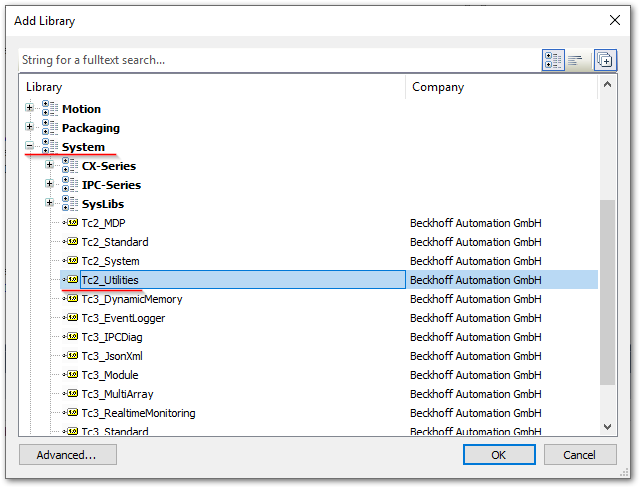 Add Library
String for a fulltext search...
Library Company
Motion
Packaging
System
CX-Series
IPC-Series
SysLibs
Tc2_MDP Beckhoff Automation GmbH
Tc2_Standard Beckhoff Automation GmbH
Tc2_System Beckhoff Automation GmbH
Tc2_Utilities Beckhoff Automation GmbH
Tc3_DynamicMemory Beckhoff Automation GmbH
Tc3_EventLogger Beckhoff Automation GmbH
Tc3_IPCDiag Beckhoff Automation GmbH
Tc3_JsonXml Beckhoff Automation GmbH
Tc3_Module Beckhoff Automation GmbH
Tc3_MultiArray Beckhoff Automation GmbH
Tc3_RealtimeMonitoring Beckhoff Automation GmbH
Tc3_Standard Beckhoff Automation GmbH
Advanced... OK Cancel